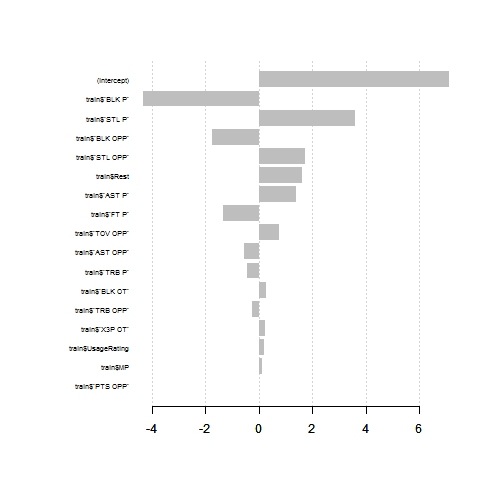 (Intercept)
train$`BLK P`
train$`STL P`
train$`BLK OPP`
train$`STL OPP`
train$Rest
train$`AST P`
train$`FT P`
train$`TOV OPP`
train$`AST OPP`
train$`TRB P`
train$`BLK OT`
train$`TRB OPP`
train$`X3P OT`
train$UsageRating
train$MP
train$`PTS OPP`
-4 -2 0 2 4 6